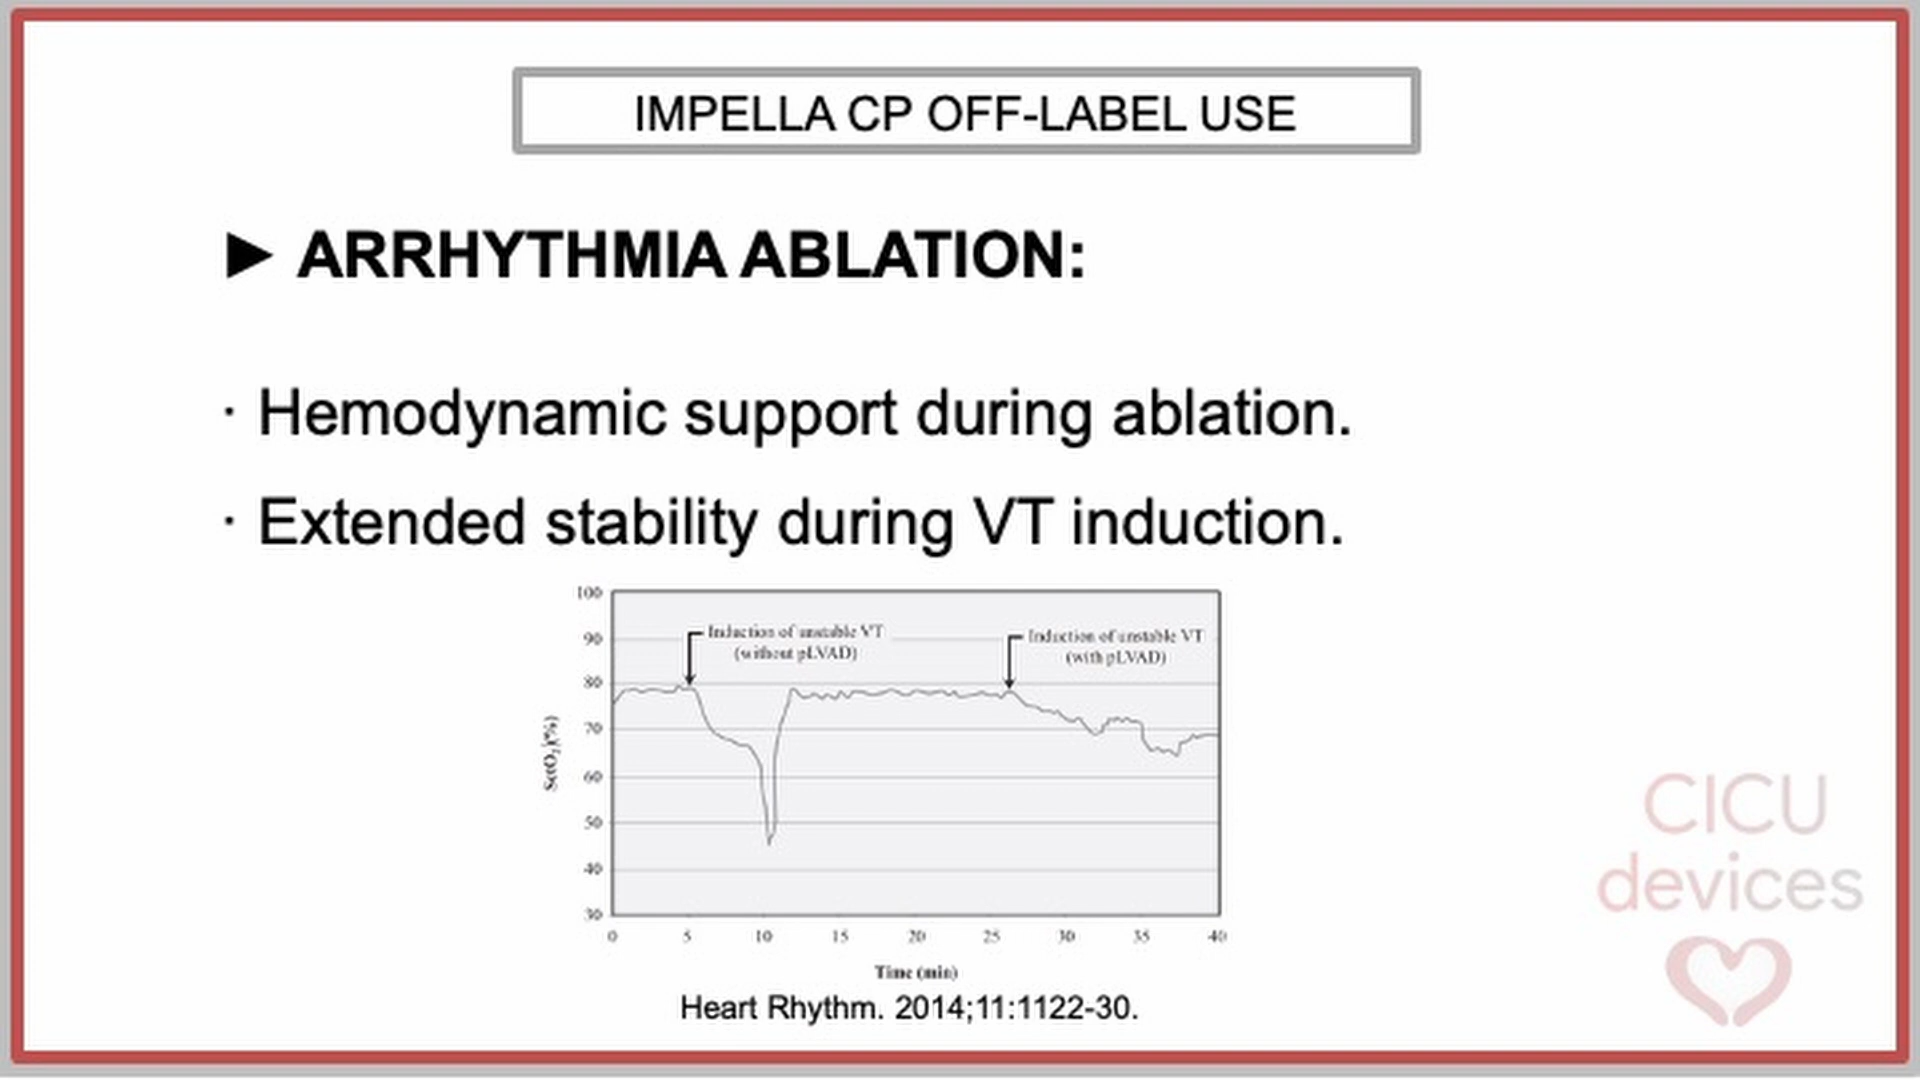 IMPELLA CP OFF-LABEL USE
► ARRHYTHMIA ABLATION:
· Hemodynamic support during ablation.
· Extended stability during VT induction.
100
90
80
70
60
50
40
30
SctO₂(%)
Induction of unstable VT
(without pLVAD)
Induction of unstable VT
(with pLVAD)
0 5 10 15 20 25 30 35 40
Time (min)
Heart Rhythm. 2014;11:1122-30.
CICU
devices